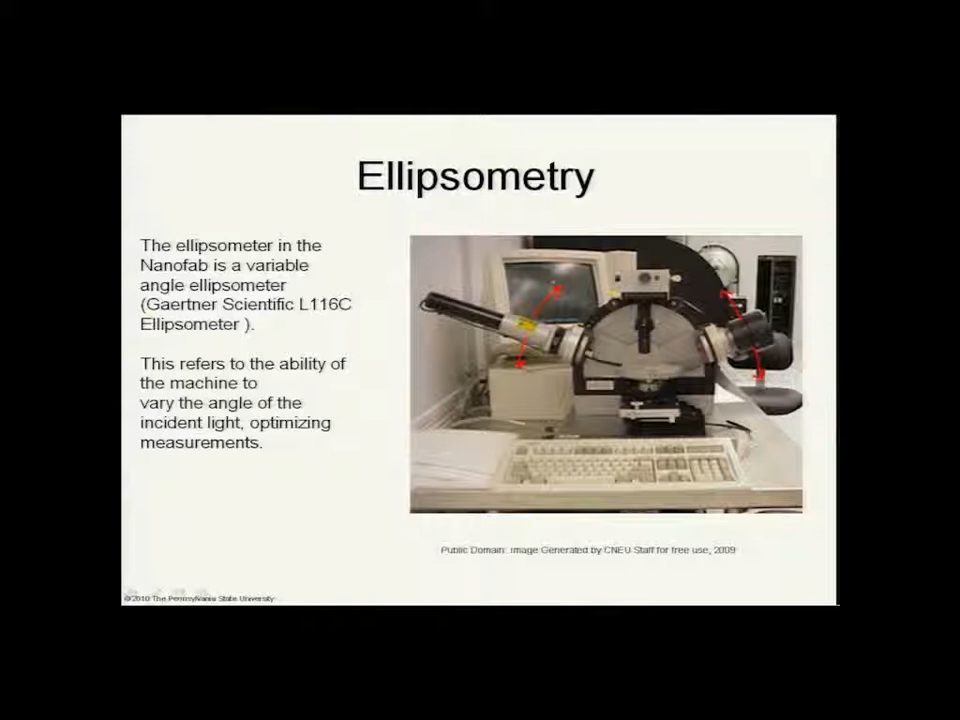 Ellipsometry
The ellipsometer in the
Nanofab is a variable
angle ellipsometer
(Gaertner Scientific L116C
Ellipsometer ).
This refers to the ability of
the machine to
vary the angle of the
incident light, optimizing
measurements.
Public Domain: Image Generated by CNEU Staff for free use, 2009
©2010 The Pennsylvania State University